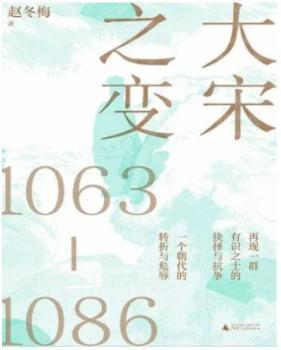 赵冬梅
著
大宋
之变
1063
–
1086
再现一群
有识之士的
抉择与抗争
一个朝代的
转折与危辱